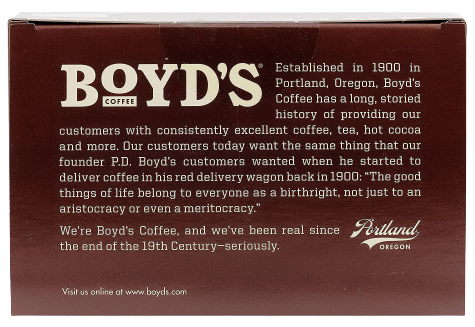 BOYD'S
COFFEE
Established in 1900 in
Portland, Oregon, Boyd's
Coffee has a long, storied
history of providing our
customers with consistently excellent coffee, tea, hot cocoa
and more. Our customers today want the same thing that our
founder P.D. Boyd's customers wanted when he started to
deliver coffee in his red delivery wagon back in 1900: "The good
things of life belong to everyone as a birthright, not just to an
aristocracy or even a meritocracy."
We're Boyd's Coffee, and we've been real since
the end of the 19th Century—seriously.
Portland
OREGON
Visit us online at www.boyds.com